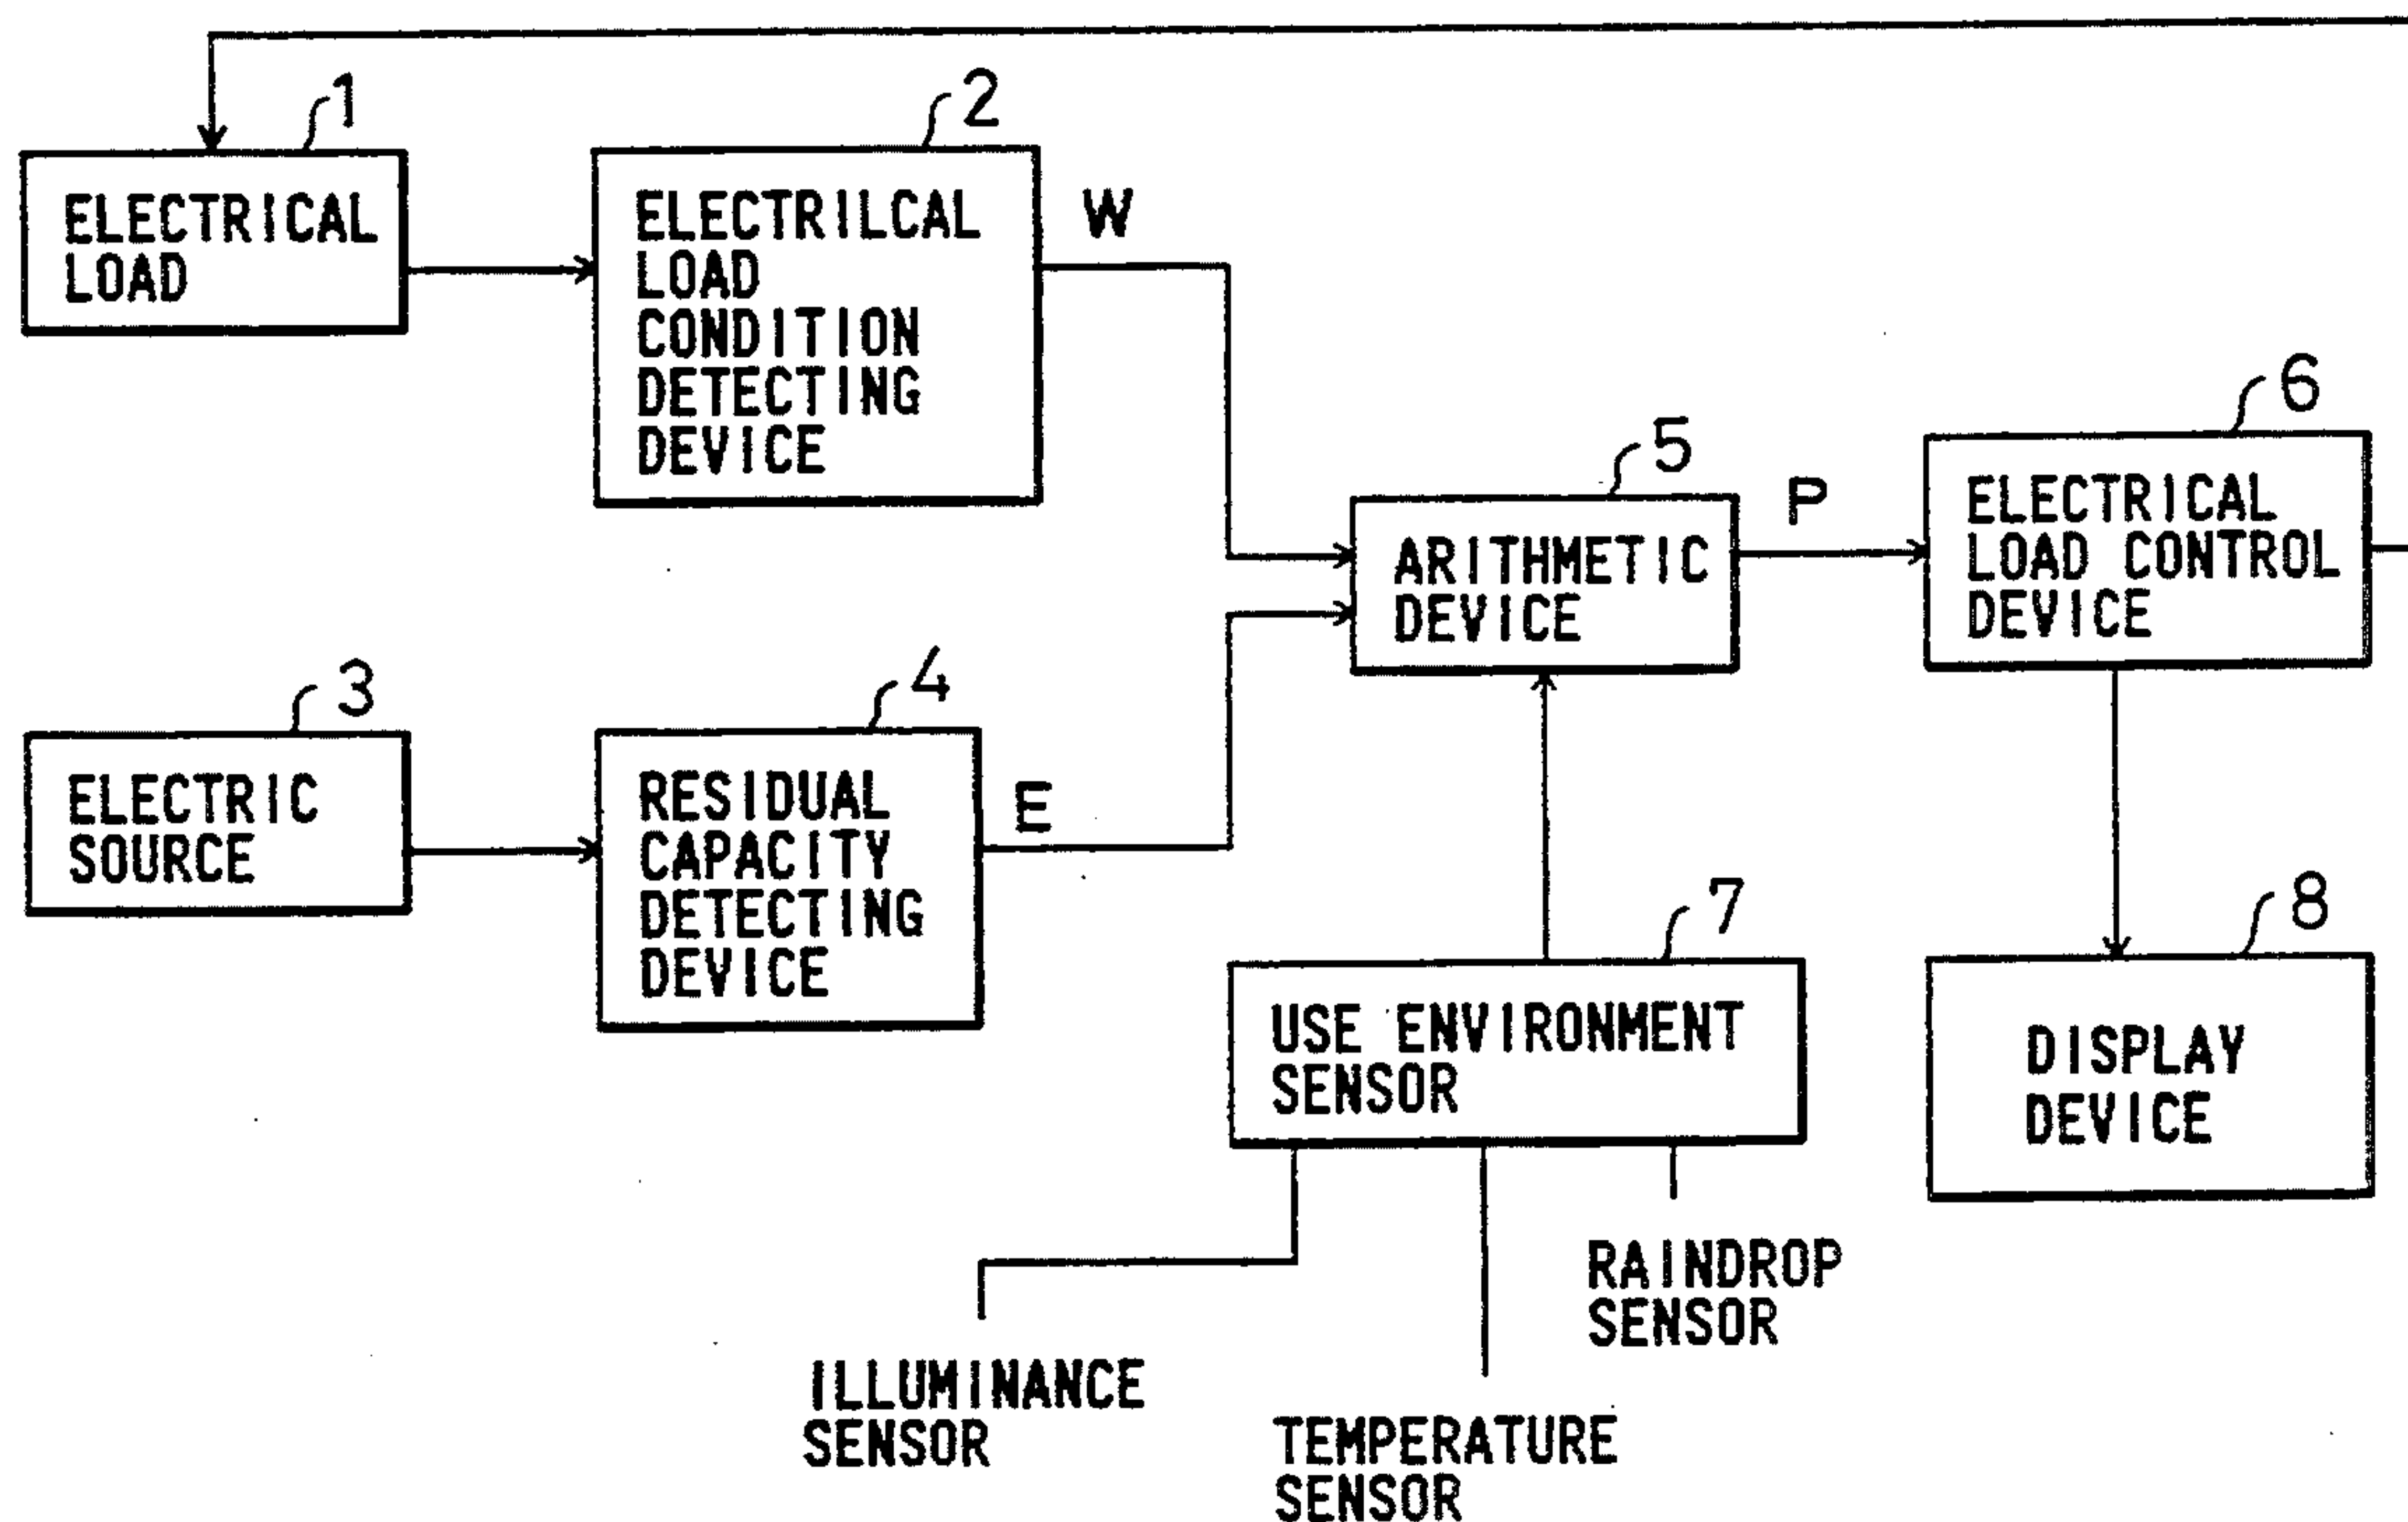 1
ELECTRICAL
LOAD
2
ELECTRILCAL
LOAD
CONDITION
DETECTING
DEVICE
W
3
ELECTRIC
SOURCE
4
RESIDUAL
CAPACITY
DETECTING
DEVICE
E
5
ARITHMETIC
DEVICE
P
6
ELECTRICAL
LOAD CONTROL
DEVICE
7
USE ENVIRONMENT
SENSOR
8
DISPLAY
DEVICE
ILLUMINANCE
SENSOR
TEMPERATURE
SENSOR
RAINDROP
SENSOR